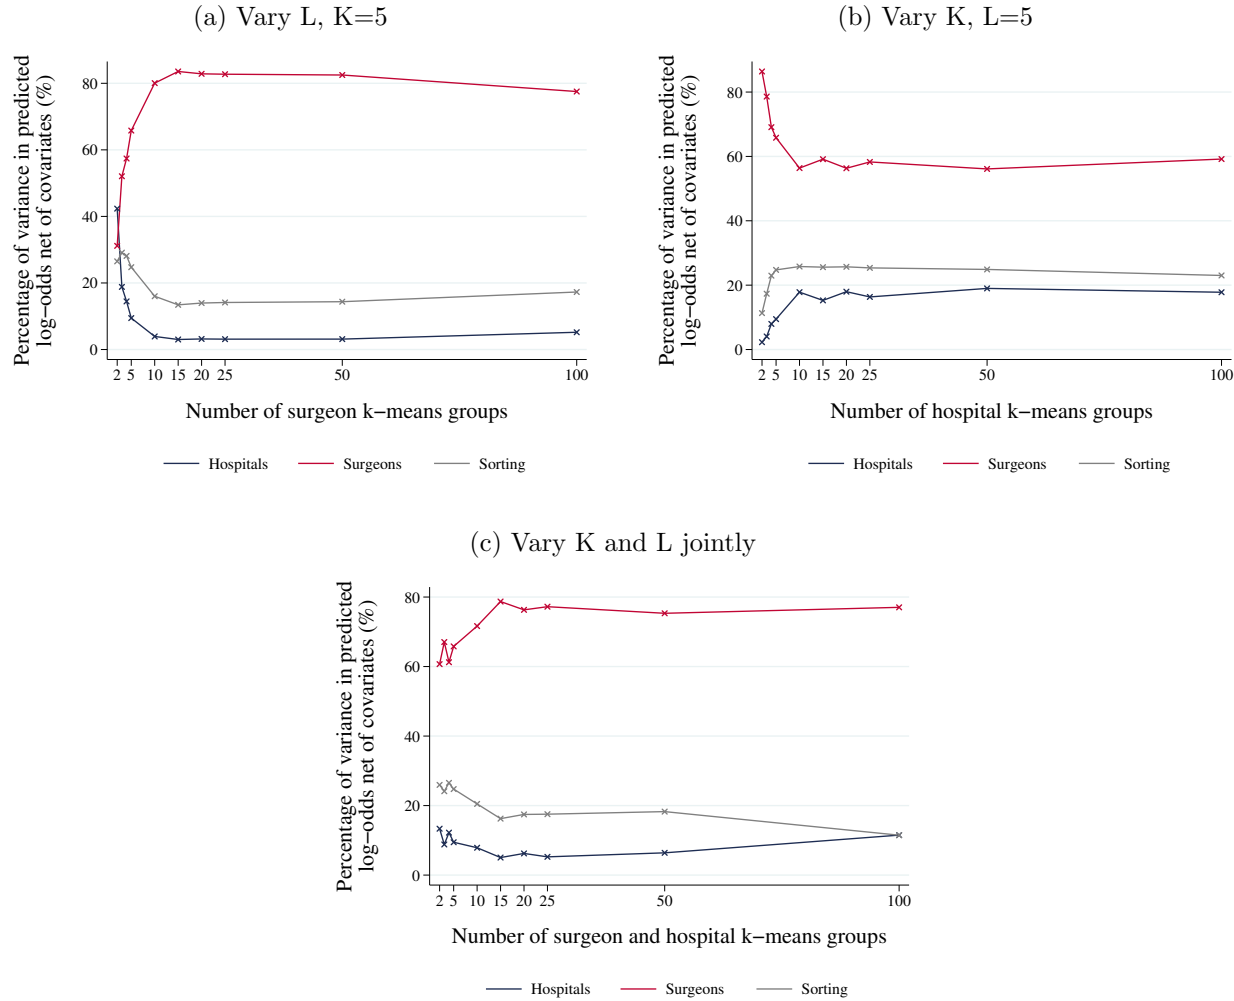 (a) Vary L, K=5
Percentage of variance in predicted
log−odds net of covariates (%)
80
60
40
20
0
2 5 10 15 20 25 50 100
Number of surgeon k−means groups
Hospitals Surgeons Sorting
(b) Vary K, L=5
Percentage of variance in predicted
log−odds net of covariates (%)
80
60
40
20
0
2 5 10 15 20 25 50 100
Number of hospital k−means groups
Hospitals Surgeons Sorting
(c) Vary K and L jointly
Percentage of variance in predicted
log−odds net of covariates (%)
80
60
40
20
0
2 5 10 15 20 25 50 100
Number of surgeon and hospital k−means groups
Hospitals Surgeons Sorting